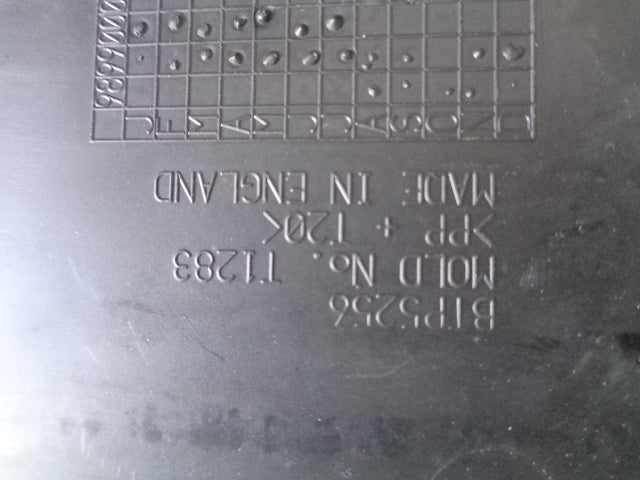 BTP5256
MOLD No. T1283
>PP + T20<
MADE IN ENGLAND
J F M A M J J A S O N D